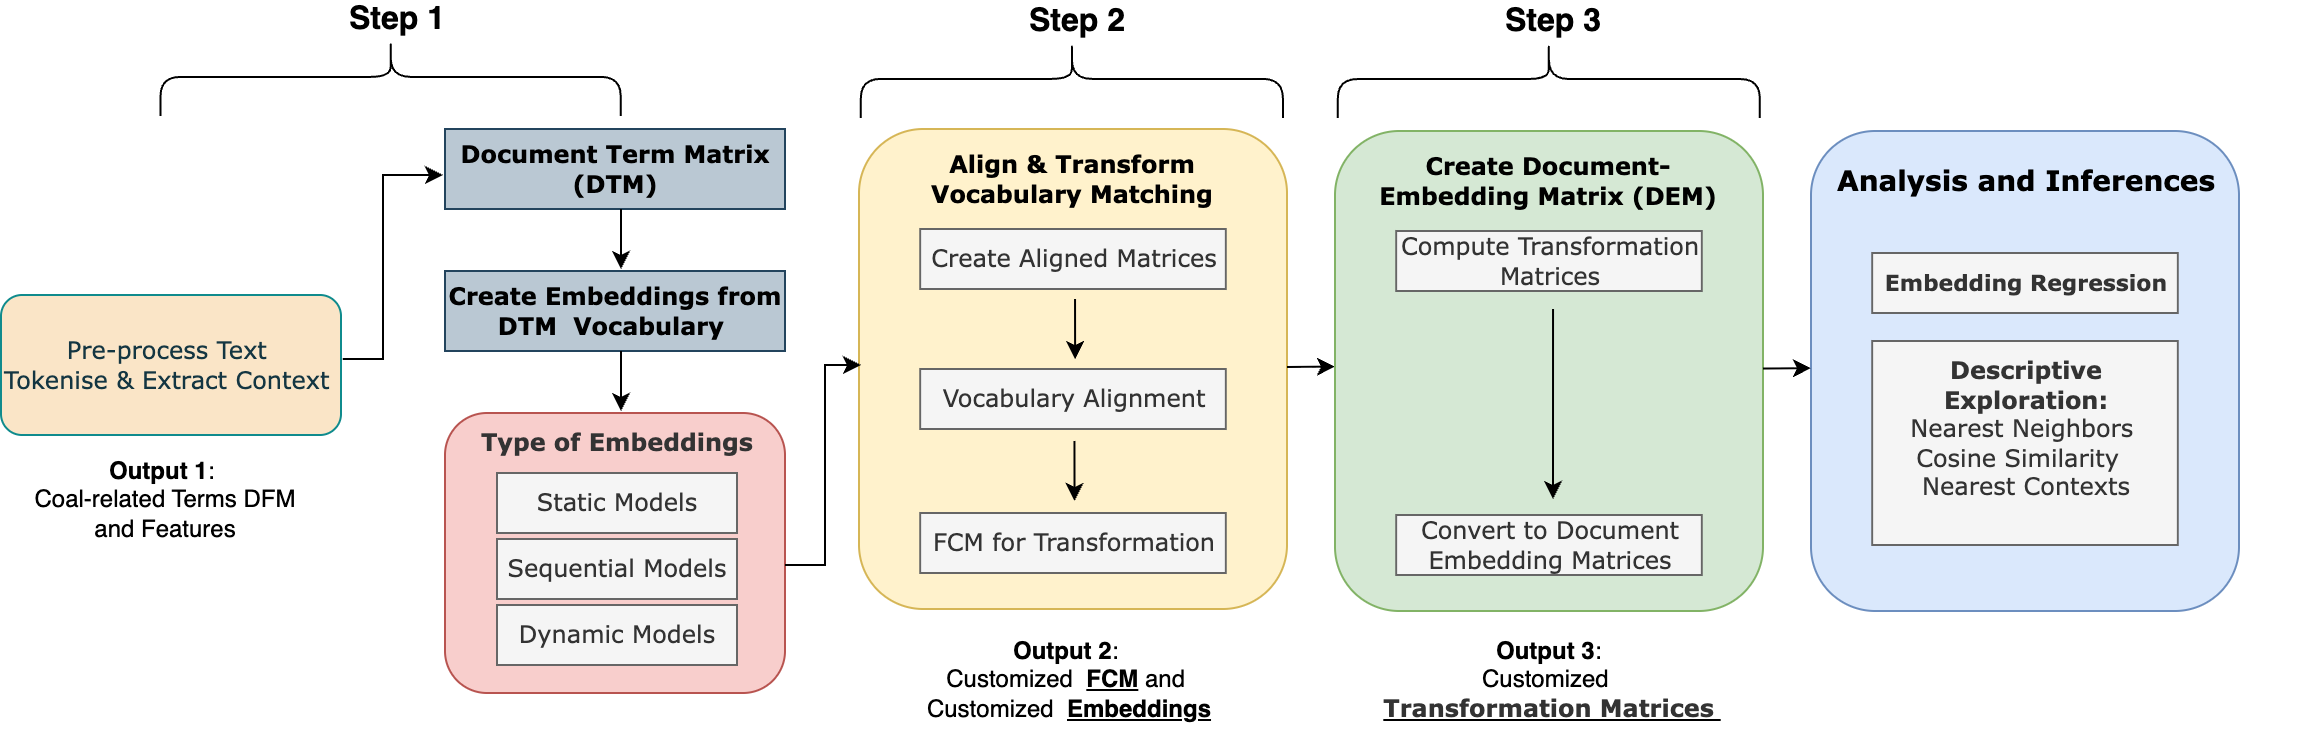 Step 1
Pre-process Text
Tokenise & Extract Context
Output 1:
Coal-related Terms DFM
and Features
Document Term Matrix
(DTM)
Create Embeddings from
DTM Vocabulary
Type of Embeddings
Static Models
Sequential Models
Dynamic Models
Step 2
Align & Transform
Vocabulary Matching
Create Aligned Matrices
Vocabulary Alignment
FCM for Transformation
Output 2:
Customized FCM and
Customized Embeddings
Step 3
Create Document-
Embedding Matrix (DEM)
Compute Transformation
Matrices
Convert to Document
Embedding Matrices
Output 3:
Customized
Transformation Matrices
Analysis and Inferences
Embedding Regression
Descriptive
Exploration:
Nearest Neighbors
Cosine Similarity
Nearest Contexts